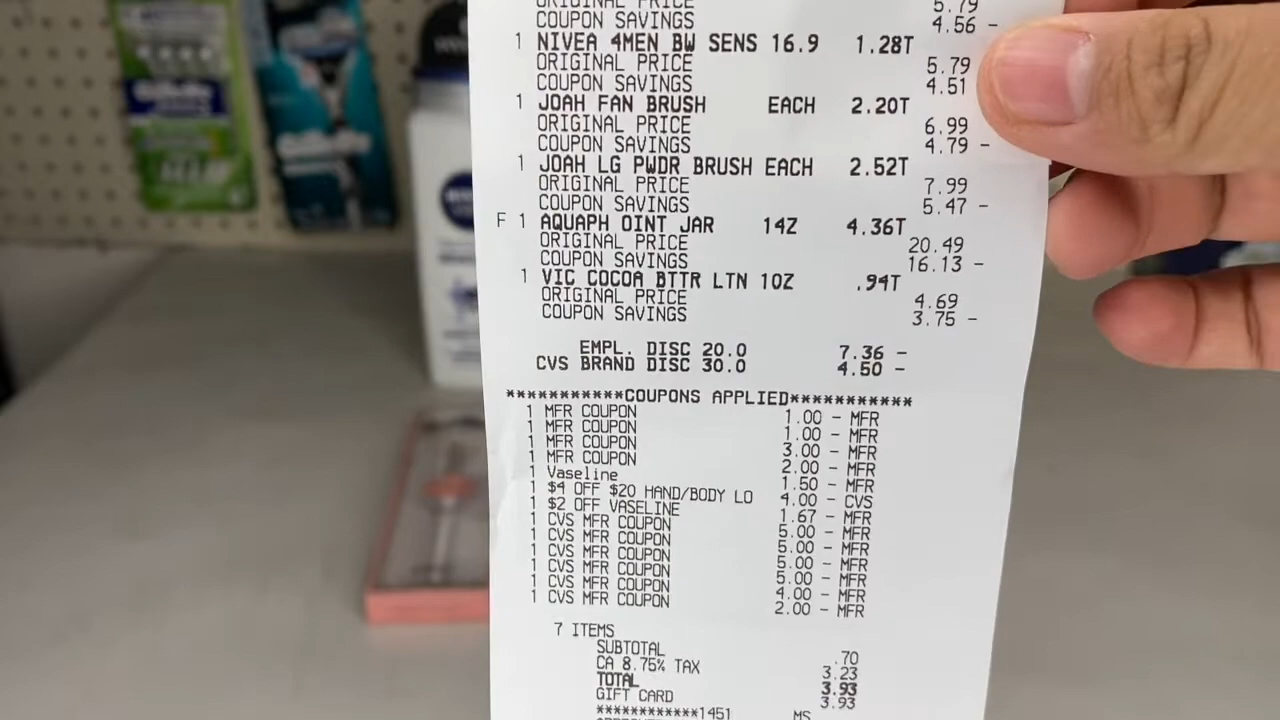 ORIGINAL PRICE 5.79
COUPON SAVINGS 4.56 -
1 NIVEA 4MEN BW SENS 16.9 1.28T
ORIGINAL PRICE 5.79
COUPON SAVINGS 4.51
1 JOAH FAN BRUSH EACH 2.20T
ORIGINAL PRICE 6.99
COUPON SAVINGS 4.79 -
1 JOAH LG PWDR BRUSH EACH 2.52T
ORIGINAL PRICE 7.99
COUPON SAVINGS 5.47 -
F 1 AQUAPH OINT JAR 14Z 4.36T
ORIGINAL PRICE 20.49
COUPON SAVINGS 16.13 -
1 VIC COCOA BTTR LTN 10Z .94T
ORIGINAL PRICE 4.69
COUPON SAVINGS 3.75 -
EMPL. DISC 20.0 7.36 -
CVS BRAND DISC 30.0 4.50 -
***********COUPONS APPLIED***********
1 MFR COUPON 1.00 - MFR
1 MFR COUPON 1.00 - MFR
1 MFR COUPON 3.00 - MFR
1 MFR COUPON 2.00 - MFR
1 Vaseline 1.50 - MFR
1 $4 OFF $20 HAND/BODY LO 4.00 - CVS
1 $2 OFF VASELINE 1.67 - MFR
1 CVS MFR COUPON 5.00 - MFR
1 CVS MFR COUPON 5.00 - MFR
1 CVS MFR COUPON 5.00 - MFR
1 CVS MFR COUPON 5.00 - MFR
1 CVS MFR COUPON 4.00 - MFR
1 CVS MFR COUPON 2.00 - MFR
7 ITEMS
SUBTOTAL .70
CA 8.75% TAX 3.23
TOTAL 3.93
GIFT CARD 3.93
************1451 MS
Gillette
Gillette